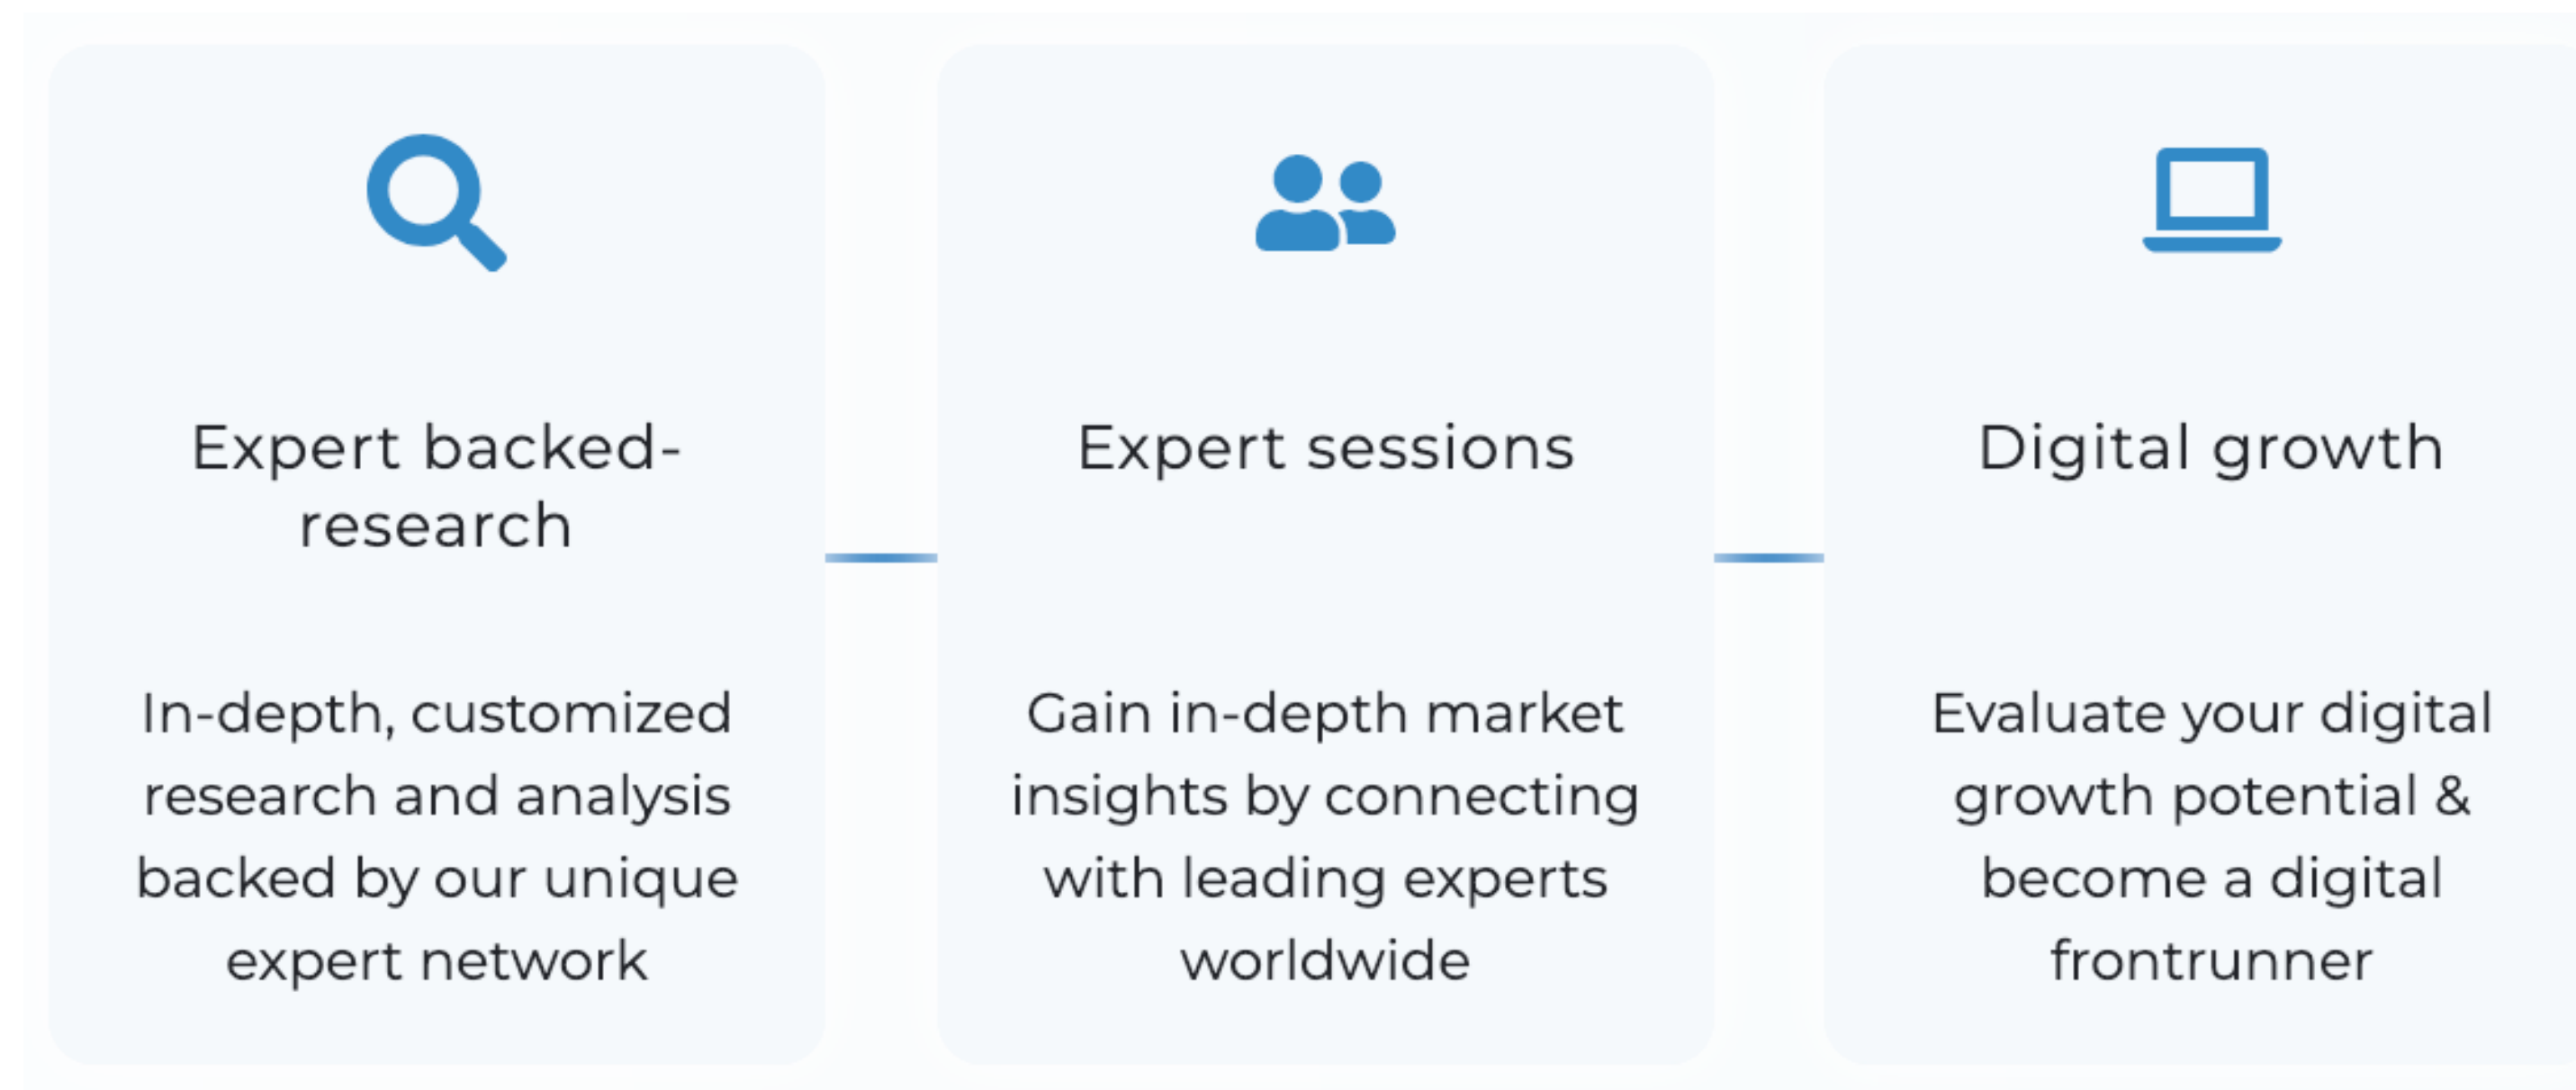 Expert backed-
research
In-depth, customized
research and analysis
backed by our unique
expert network
Expert sessions
Gain in-depth market
insights by connecting
with leading experts
worldwide
Digital growth
Evaluate your digital
growth potential &
become a digital
frontrunner